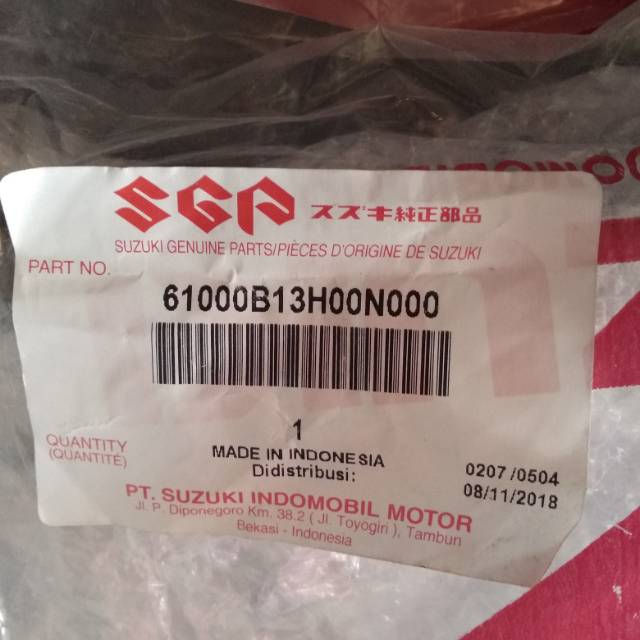 SGP スズキ純正部品
SUZUKI GENUINE PARTS/PIÈCES D'ORIGINE DE SUZUKI
PART NO.
61000B13H00N000
1
QUANTITY
(QUANTITÉ)
MADE IN INDONESIA
Didistribusi:
0207 /0504
08/11/2018
PT. SUZUKI INDOMOBIL MOTOR
Jl. P. Diponegoro Km. 38.2 ( Jl. Toyogiri ), Tambun
Bekasi - Indonesia